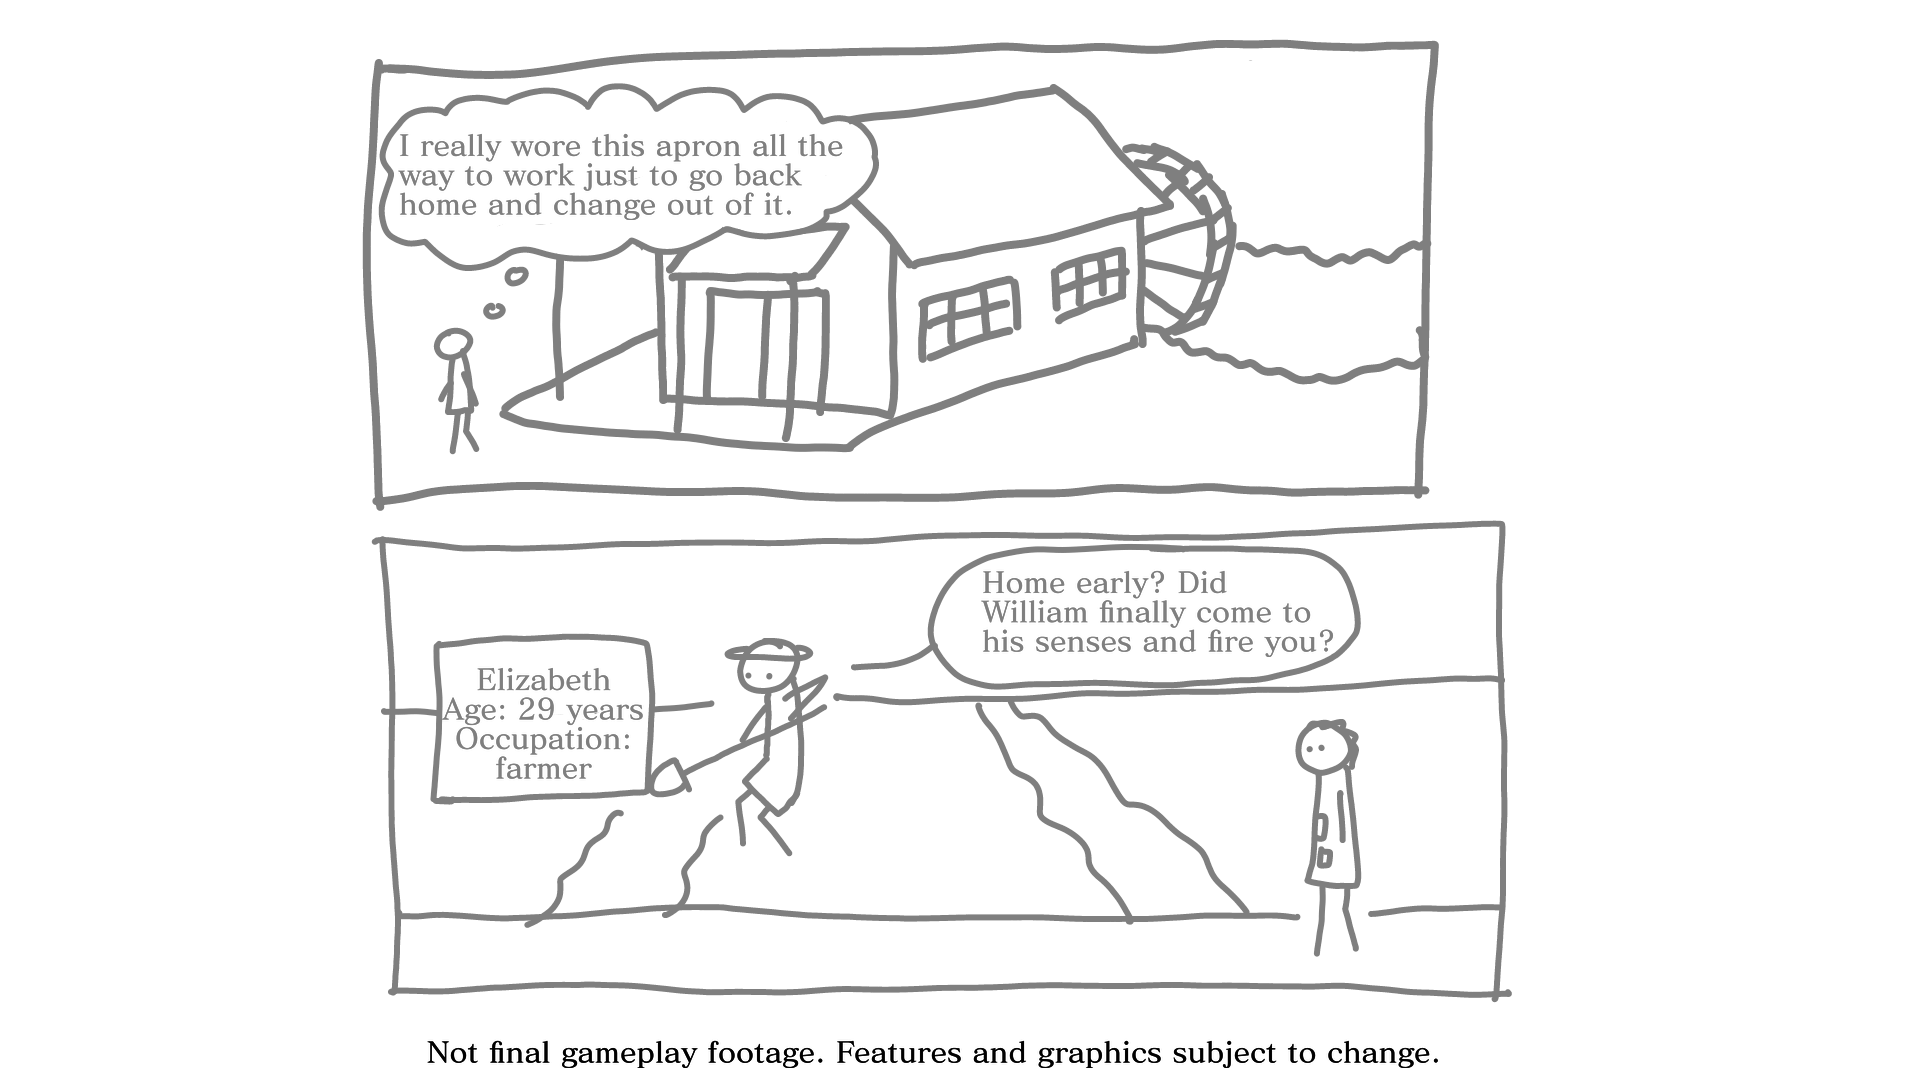 I really wore this apron all the
way to work just to go back
home and change out of it.
Home early? Did
William finally come to
his senses and fire you?
Elizabeth
Age: 29 years
Occupation:
farmer
Not final gameplay footage. Features and graphics subject to change.